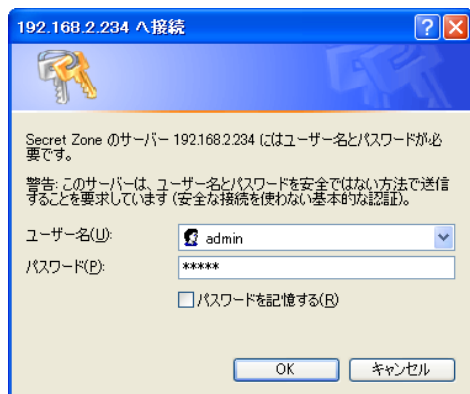 192.168.2.234 へ接続
Secret Zone のサーバー 192.168.2.234 にはユーザー名とパスワードが必
要です。
警告: このサーバーは、ユーザー名とパスワードを安全ではない方法で送信
することを要求しています (安全な接続を使わない基本的な認証)。
ユーザー名(U):
admin
パスワード(P):
*****
パスワードを記憶する(R)
OK
キャンセル